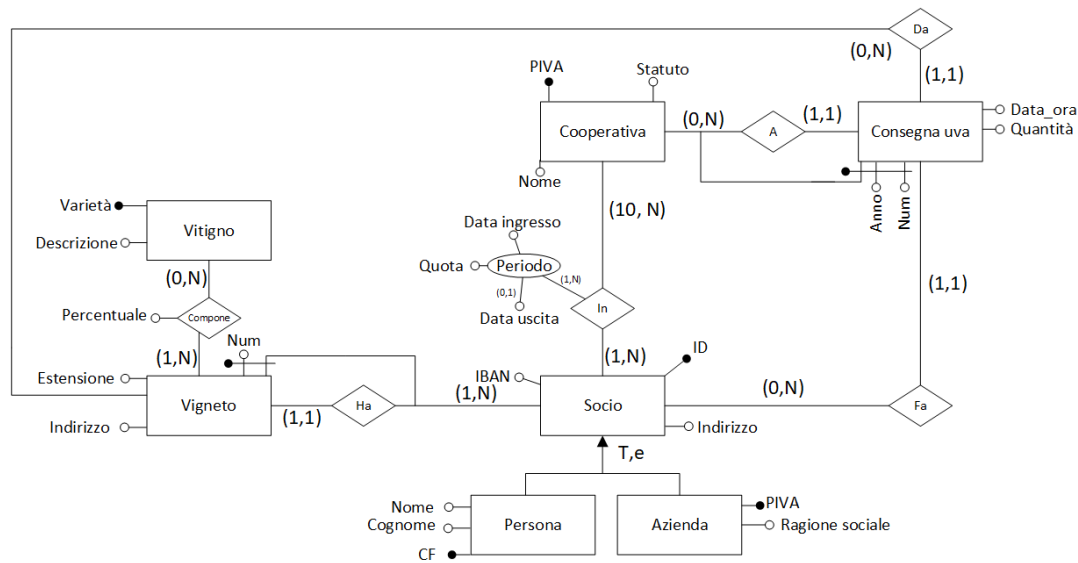 Da
(0,N)
(1,1)
PIVA
Statuto
Cooperativa
(0,N)
A
(1,1)
Consegna uva
Data_ora
Quantità
Nome
Anno
Num
Varietà
Vitigno
Descrizione
(10, N)
Data ingresso
Quota
Periodo
(1,N)
(0,1)
Data uscita
In
(0,N)
(1,1)
Percentuale
Compone
Num
(1,N)
(1,N)
ID
Estensione
IBAN
Vigneto
(1,1)
Ha
(1,N)
Socio
(0,N)
Fa
Indirizzo
Indirizzo
T,e
Nome
Cognome
CF
Persona
Azienda
PIVA
Ragione sociale